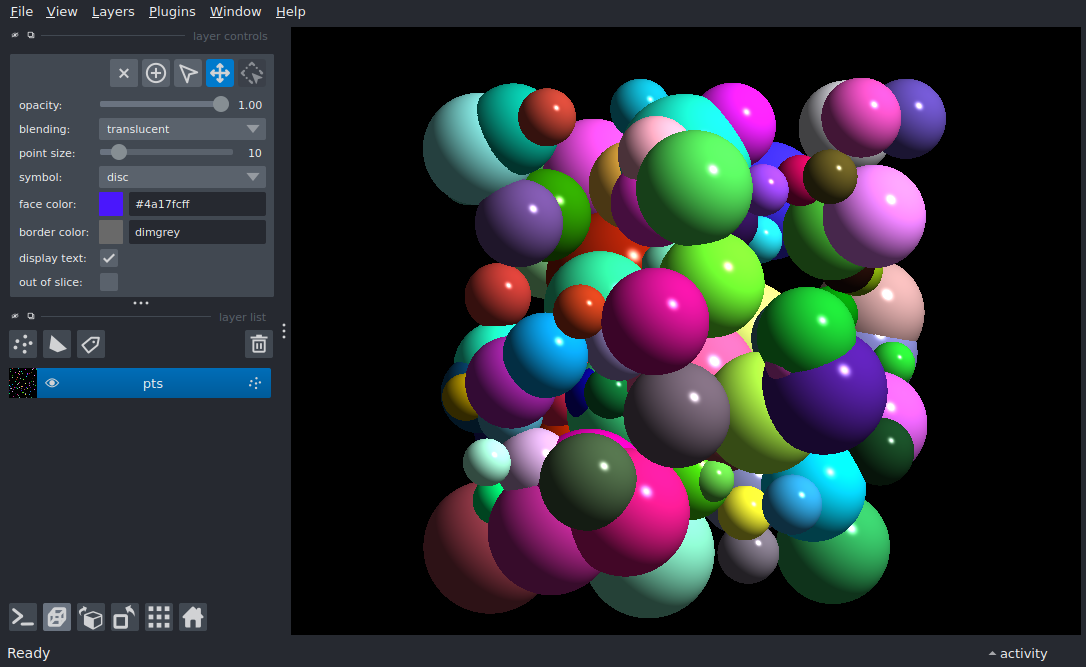 File View Layers Plugins Window Help
layer controls
opacity: 1.00
blending: translucent
point size: 10
symbol: disc
face color: #4a17fcff
border color: dimgrey
display text:
out of slice:
layer list
pts
Ready
activity